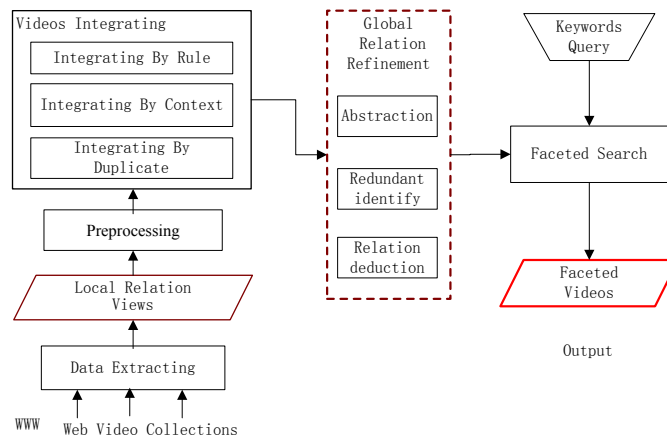 Videos Integrating
Integrating By Rule
Integrating By Context
Integrating By
Duplicate
Preprocessing
Local Relation
Views
Data Extracting
WWW
Web Video Collections
Global
Relation
Refinement
Abstraction
Redundant
identify
Relation
deduction
Keywords
Query
Faceted Search
Faceted
Videos
Output